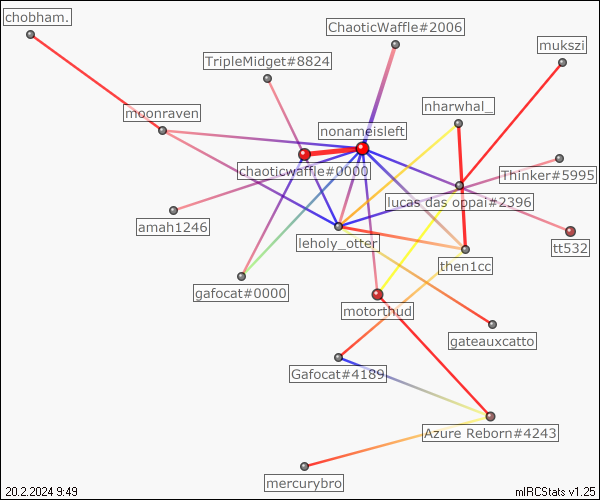 chobham.
ChaoticWaffle#2006
mukszi
TripleMidget#8824
nharwhal_
moonraven
nonameisleft
chaoticwaffle#0000
Thinker#5995
lucas das oppai#2396
amah1246
leholy_otter
tt532
then1cc
gafocat#0000
motorthud
gateauxcatto
Gafocat#4189
Azure Reborn#4243
mercurybro
20.2.2024 9:49
mIRCStats v1.25